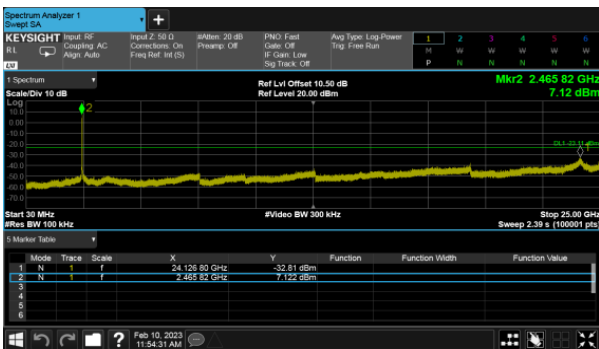 Spectrum Analyzer 1
Swept SA
+
KEYSIGHT Input: RF Input Z: 50 Ω #Atten: 20 dB PNO: Fast Avg Type: Log-Power 1 2 3 4 5 6
RL Coupling: AC Corrections: On Preamp: Off Gate: Off Trig: Free Run M W W W W W
Align: Auto Freq Ref: Int (S) IF Gain: Low P N N N N N
LXI Sig Track: Off
1 Spectrum Ref Lvl Offset 10.50 dB Mkr2 2.465 82 GHz
Scale/Div 10 dB Ref Level 20.00 dBm 7.12 dBm
Log
10.0
0.00
-10.0
-20.0
-30.0
-40.0
-50.0
-60.0
-70.0
2
DL1 -23.11 dBm
Start 30 MHz #Video BW 300 kHz Stop 25.00 GHz
#Res BW 100 kHz Sweep 2.39 s (100001 pts)
5 Marker Table
Mode Trace Scale X Y Function Function Width Function Value
1 N 1 f 24.126 80 GHz -32.81 dBm
2 N 1 f 2.465 82 GHz 7.122 dBm
3
4
5
6
? Feb 10, 2023
11:54:31 AM